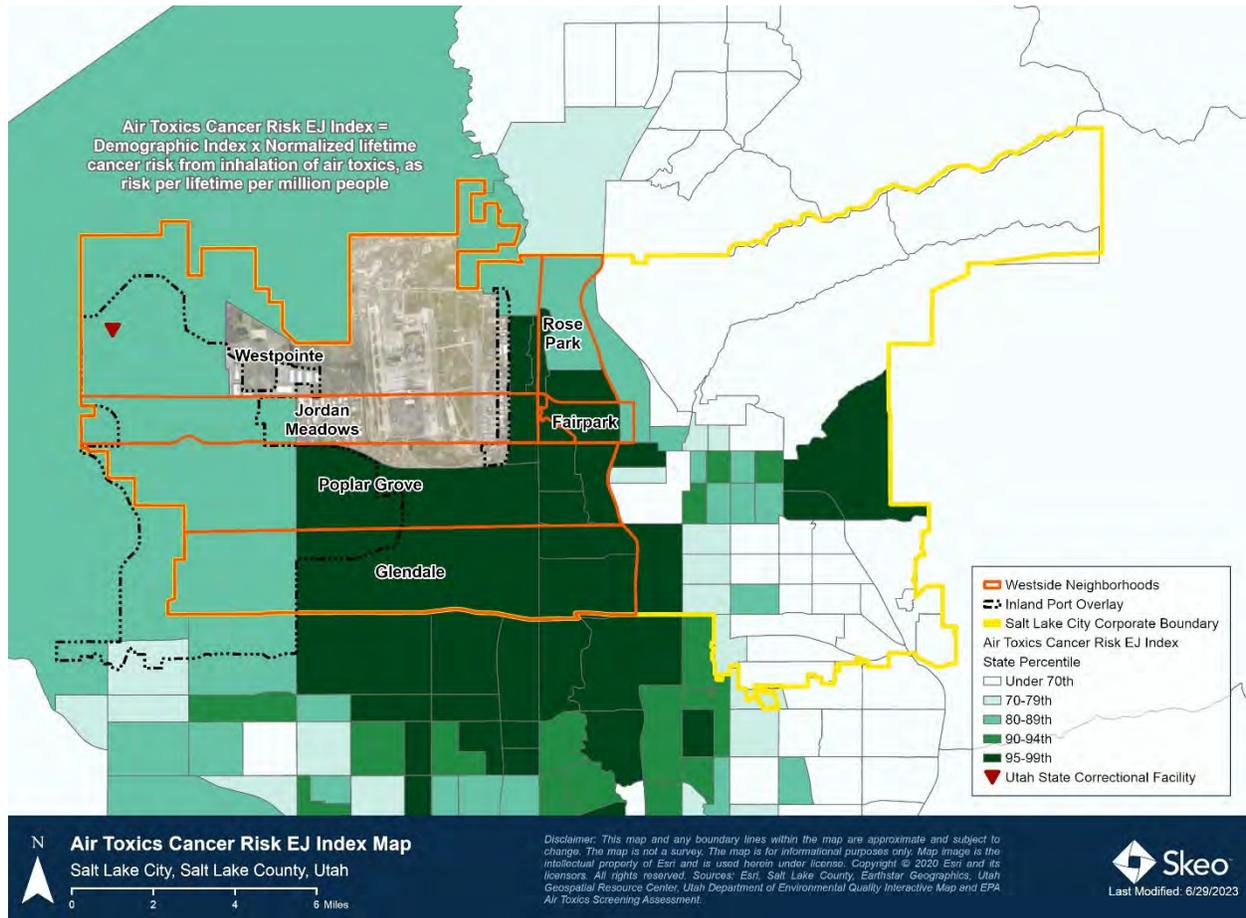 Air Toxics Cancer Risk EJ Index =
Demographic Index x Normalized lifetime
cancer risk from inhalation of air toxics, as
risk per lifetime per million people
Rose
Park
Westpointe
Jordan
Meadows
Fairpark
Poplar Grove
Glendale
Westside Neighborhoods
Inland Port Overlay
Salt Lake City Corporate Boundary
Air Toxics Cancer Risk EJ Index
State Percentile
Under 70th
70-79th
80-89th
90-94th
95-99th
Utah State Correctional Facility
N
Air Toxics Cancer Risk EJ Index Map
Salt Lake City, Salt Lake County, Utah
0 2 4 6 Miles
Disclaimer: This map and any boundary lines within the map are approximate and subject to
change. The map is not a survey. The map is for informational purposes only. Map image is the
intellectual property of Esri and is used herein under license. Copyright © 2020 Esri and its
licensors. All rights reserved. Sources: Esri, Salt Lake County, Earthstar Geographics, Utah
Geospatial Resource Center, Utah Department of Environmental Quality Interactive Map and EPA
Air Toxics Screening Assessment.
Skeo
Last Modified: 6/29/2023